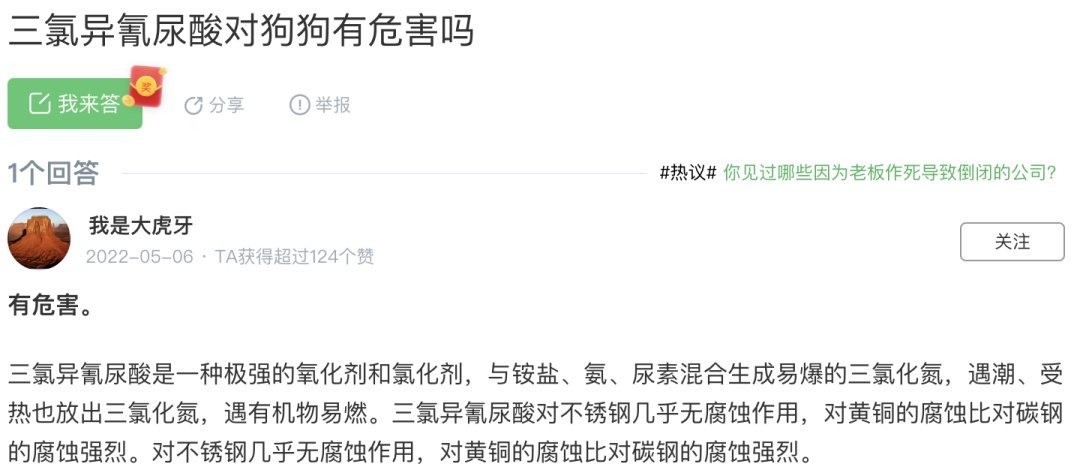 三氯异氰尿酸对狗狗有危害吗
我来答
奖
分享
举报
1个回答
#热议# 你见过哪些因为老板作死导致倒闭的公司?
我是大虎牙
2022-05-06 · TA获得超过124个赞
关注
有危害。
三氯异氰尿酸是一种极强的氧化剂和氯化剂，与铵盐、氨、尿素混合生成易爆的三氯化氮，遇潮、受
热也放出三氯化氮，遇有机物易燃。三氯异氰尿酸对不锈钢几乎无腐蚀作用，对黄铜的腐蚀比对碳钢
的腐蚀强烈。对不锈钢几乎无腐蚀作用，对黄铜的腐蚀比对碳钢的腐蚀强烈。